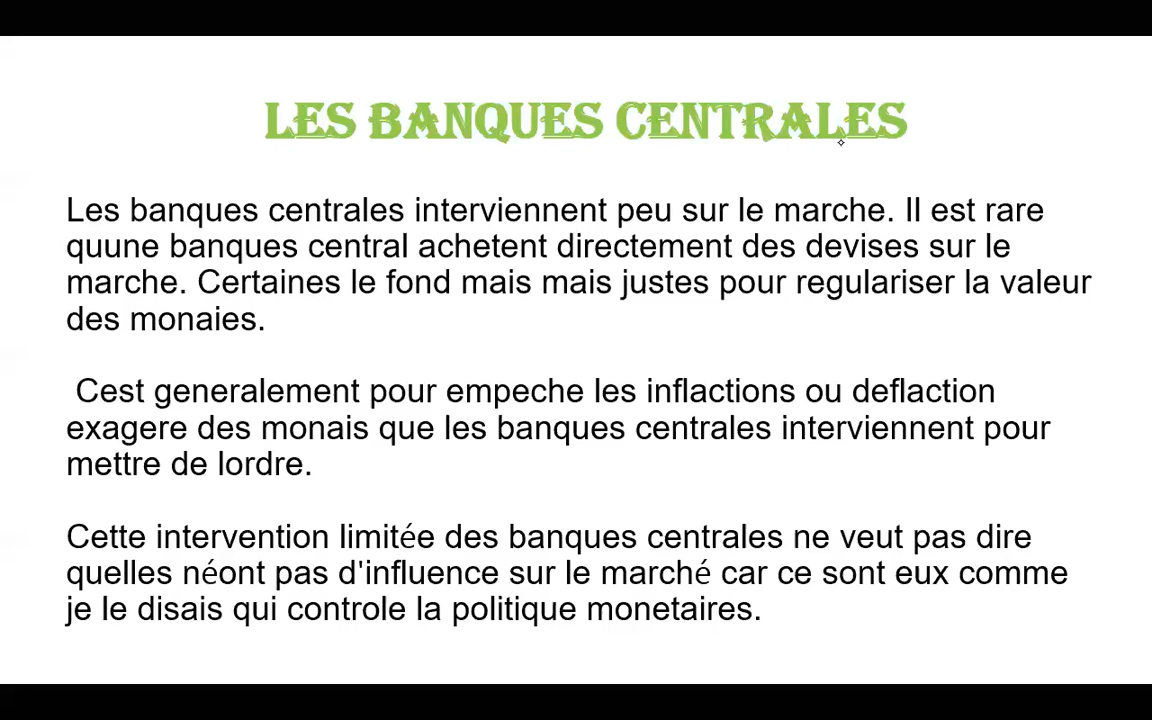 LES BANQUES CENTRALES
Les banques centrales interviennent peu sur le marche. Il est rare
quune banques central achetent directement des devises sur le
marche. Certaines le fond mais mais justes pour regulariser la valeur
des monaies.
Cest generalement pour empeche les inflactions ou deflaction
exagere des monais que les banques centrales interviennent pour
mettre de lordre.
Cette intervention limitée des banques centrales ne veut pas dire
quelles néont pas d'influence sur le marché car ce sont eux comme
je le disais qui controle la politique monetaires.